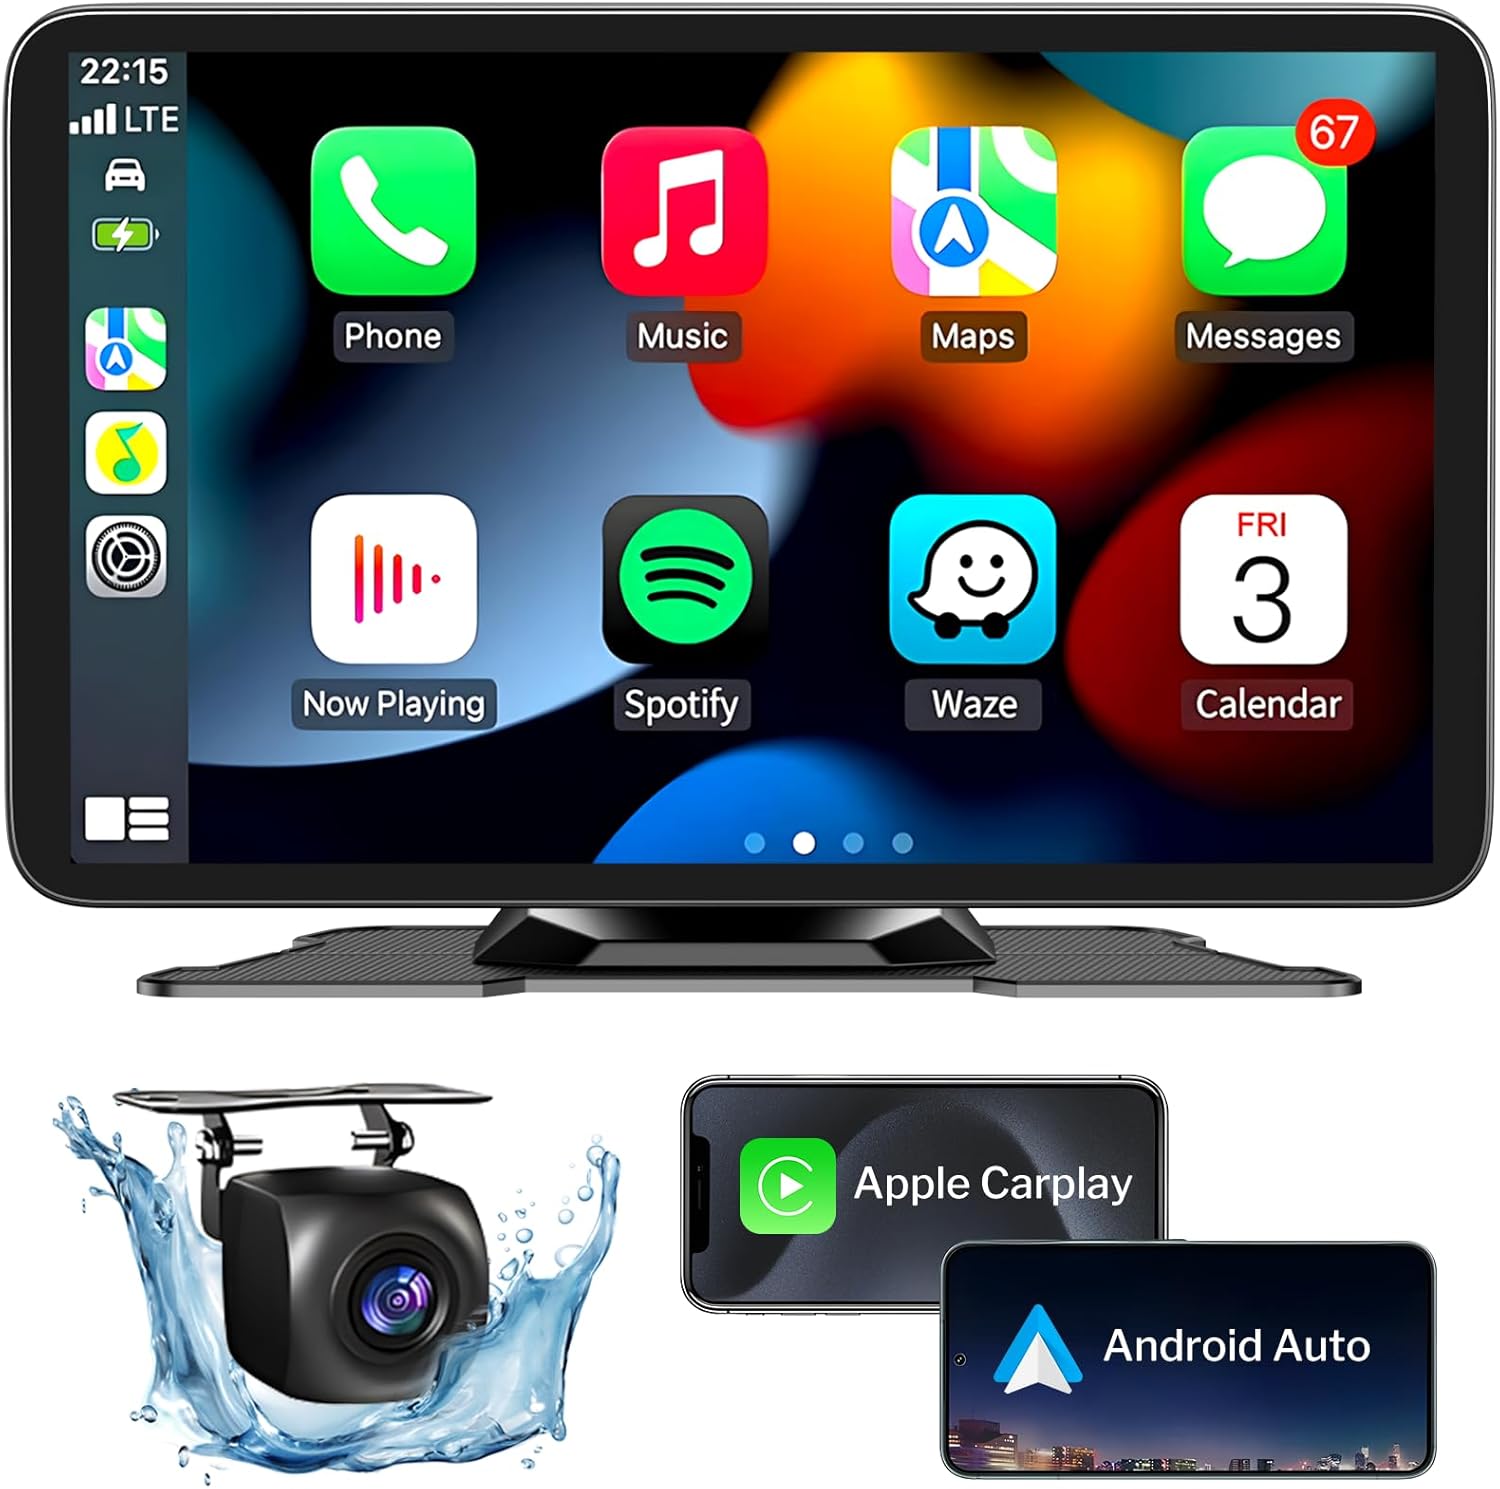 22:15
LTE
67
Phone
Music
Maps
Messages
FRI
3
Now Playing
Spotify
Waze
Calendar
Apple Carplay
Android Auto